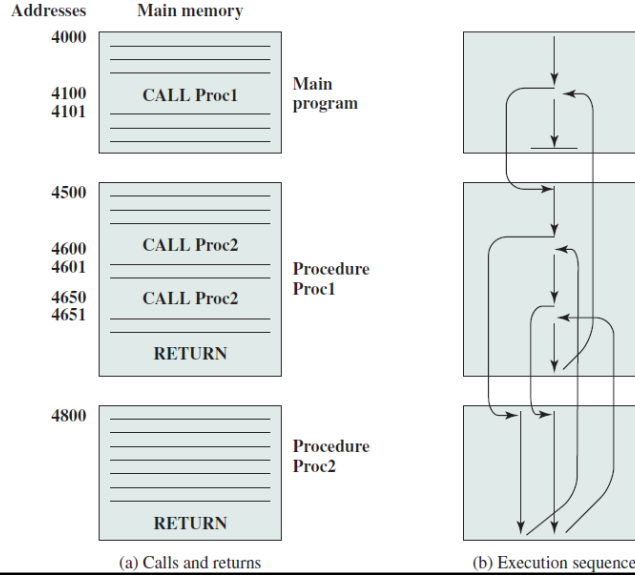 Addresses Main memory
4000
4100 CALL Proc1
4101
Main
program
4500
CALL Proc2
4600
4601
CALL Proc2
4650
4651
RETURN
Procedure
Proc1
4800
Procedure
Proc2
RETURN
(a) Calls and returns
(b) Execution sequence